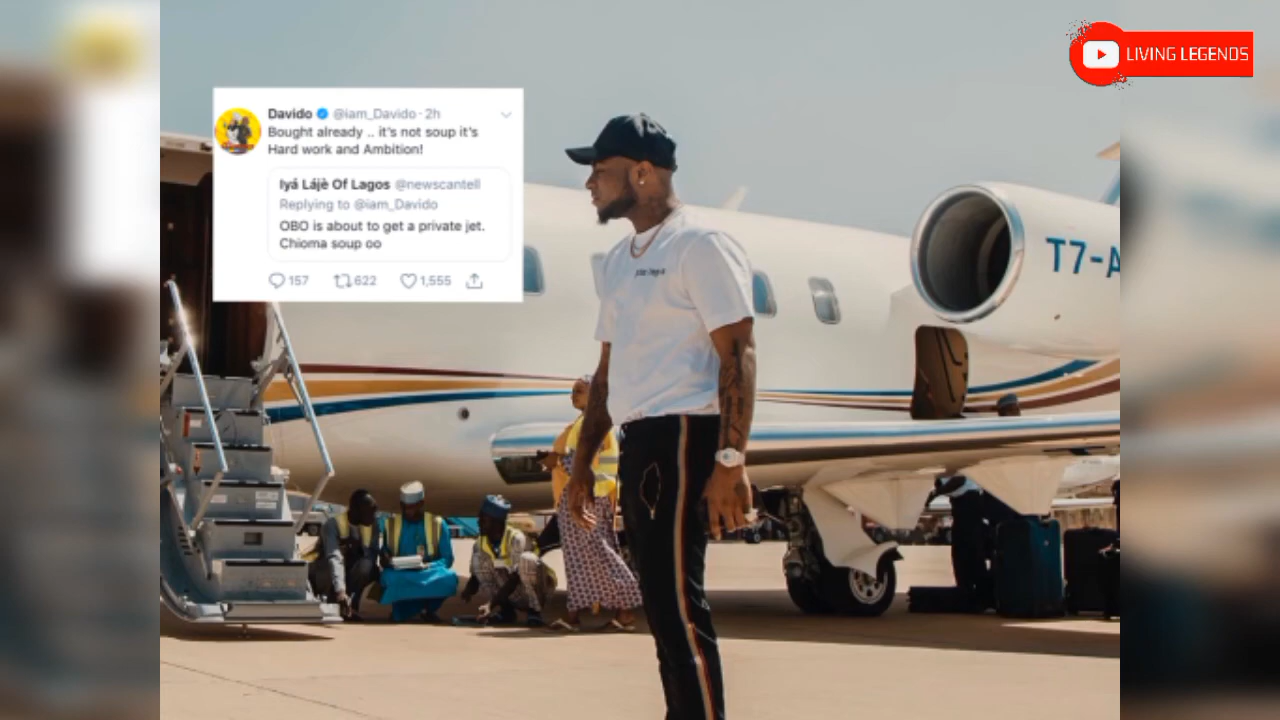 LIVING LEGENDS
Davido @iam_Davido · 2h
Bought already .. it's not soup it's
Hard work and Ambition!
Iyá Lájè Of Lagos @newscantell
Replying to @iam_Davido
OBO is about to get a private jet.
Chioma soup oo
157 622 1,555
T7-A